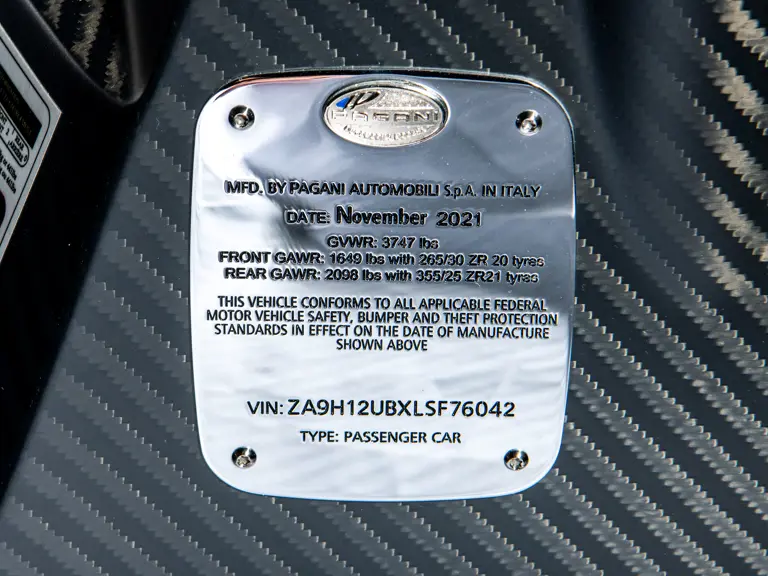 PAGANI
MFD. BY PAGANI AUTOMOBILI S.p.A. IN ITALY
DATE: November 2021
GVWR: 3747 lbs
FRONT GAWR: 1649 lbs with 265/30 ZR 20 tyres
REAR GAWR: 2098 lbs with 355/25 ZR21 tyres
THIS VEHICLE CONFORMS TO ALL APPLICABLE FEDERAL
MOTOR VEHICLE SAFETY, BUMPER AND THEFT PROTECTION
STANDARDS IN EFFECT ON THE DATE OF MANUFACTURE
SHOWN ABOVE
VIN: ZA9H12UBXLSF76042
TYPE: PASSENGER CAR